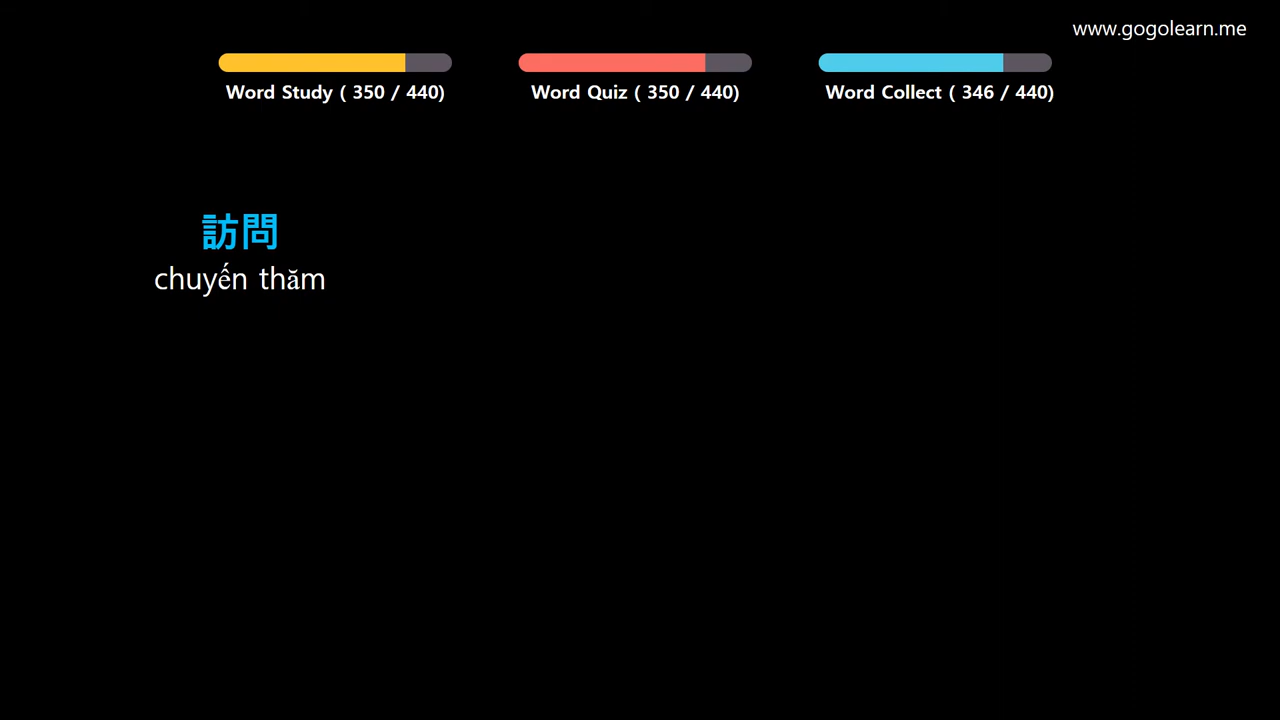 www.gogolearn.me
Word Study ( 350 / 440)
Word Quiz ( 350 / 440)
Word Collect ( 346 / 440)
訪問
chuyến thăm